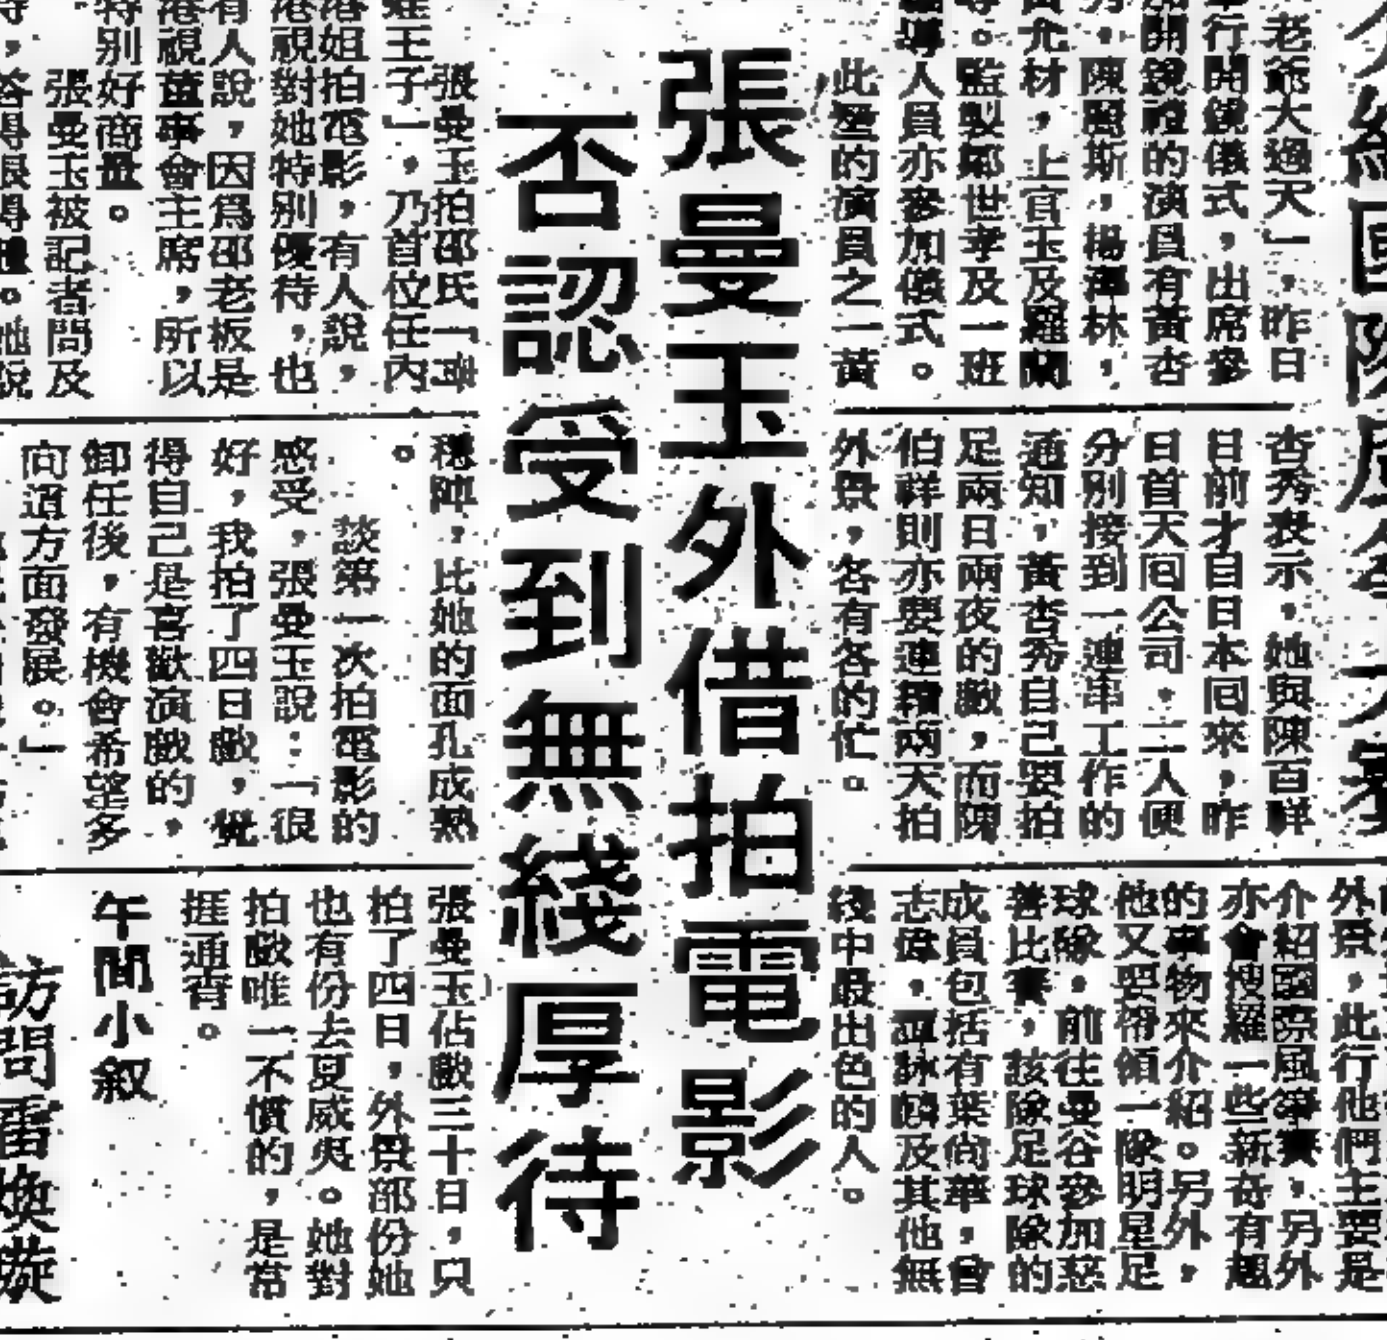 張曼玉外借拍電影
否認受到無綫厚待
老爺大過天」,昨日
行開鏡儀式,出席參
加開鏡禮的演員有黃杏
秀,陳閣斯,楊澤林,
允材,上官玉及羅蘭
等。監製鄒世孝及一班
導人員亦參加儀式。
此劇的演員之一黃
杏秀表示,她與陳百祥
日前才自日本回來,昨
日首天回公司,二人便
分別接到一連串工作的
通知,黃杏秀自己要拍
足兩日兩夜的戲,而陳
伯祥則亦要連續兩天拍
外景,各有各的忙。
外景,此行他們主要是
介紹國際風箏賽,另外
亦會搜羅一些新奇有趣
的事物來介紹。另外,
他又要帶領一隊明星足
球隊,前往曼谷參加慈
善比賽,該隊足球隊的
成員包括有葉尚華,曾
志偉,譚詠麟及其他無
綫中最出色的人。
張曼玉拍邵氏「青
蛙王子」,乃首位任內
港姐拍電影,有人說,
港視對她特別優待,也
有人說,因爲邵老板是
港視董事會主席,所以
特別好商量。
張曼玉被記者問及
時,答得很得體。她說
穩陣,比她的面孔成熟
。
談第一次拍電影的
感受,張曼玉說:「很
好,我拍了四日戲,覺
得自己是喜歡演戲的,
卸任後,有機會希望多
向這方面發展。」
張曼玉佔戲三十日,只
拍了四日,外景部份她
也有份去夏威夷。她對
拍戲唯一不慣的,是常
捱通宵。
午間小叙
訪問雷煥璇